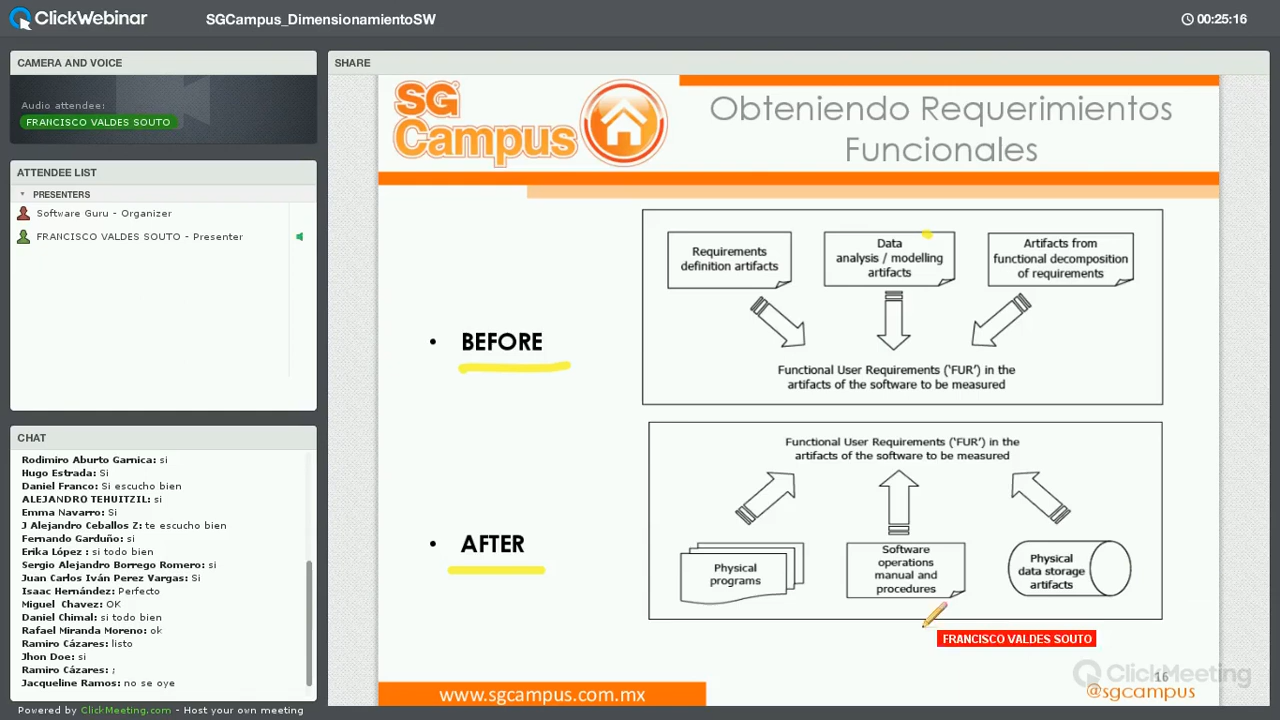 ClickWebinar
SGCampus_DimensionamientoSW
00:25:16
CAMERA AND VOICE
Audio attendee:
FRANCISCO VALDES SOUTO
ATTENDEE LIST
PRESENTERS
Software Guru - Organizer
FRANCISCO VALDES SOUTO - Presenter
CHAT
Rodimiro Aburto Garnica: si
Hugo Estrada: Si
Daniel Franco: Si escucho bien
ALEJANDRO TEHUITZIL: si
Emma Navarro: Si
J Alejandro Ceballos Z: te escucho bien
Fernando Garduño: si
Erika López : si todo bien
Sergio Alejandro Borrego Romero: si
Juan Carlos Iván Perez Vargas: Si
Isaac Hernández: Perfecto
Miguel Chavez: OK
Daniel Chimal: si todo bien
Rafael Miranda Moreno: ok
Ramiro Cázares: listo
Jhon Doe: si
Ramiro Cázares: ;
Jacqueline Ramos: no se oye
Powered by ClickMeeting.com - Host your own meeting
SHARE
SG
Campus
Obteniendo Requerimientos
Funcionales
• BEFORE
Requirements
definition artifacts
Data
analysis / modelling
artifacts
Artifacts from
functional decomposition
of requirements
Functional User Requirements (‘FUR’) in the
artifacts of the software to be measured
• AFTER
Functional User Requirements (‘FUR’) in the
artifacts of the software to be measured
Physical
programs
Software
operations
manual and
procedures
Physical
data storage
artifacts
FRANCISCO VALDES SOUTO
ClickMeeting
16
www.sgcampus.com.mx
@sgcampus